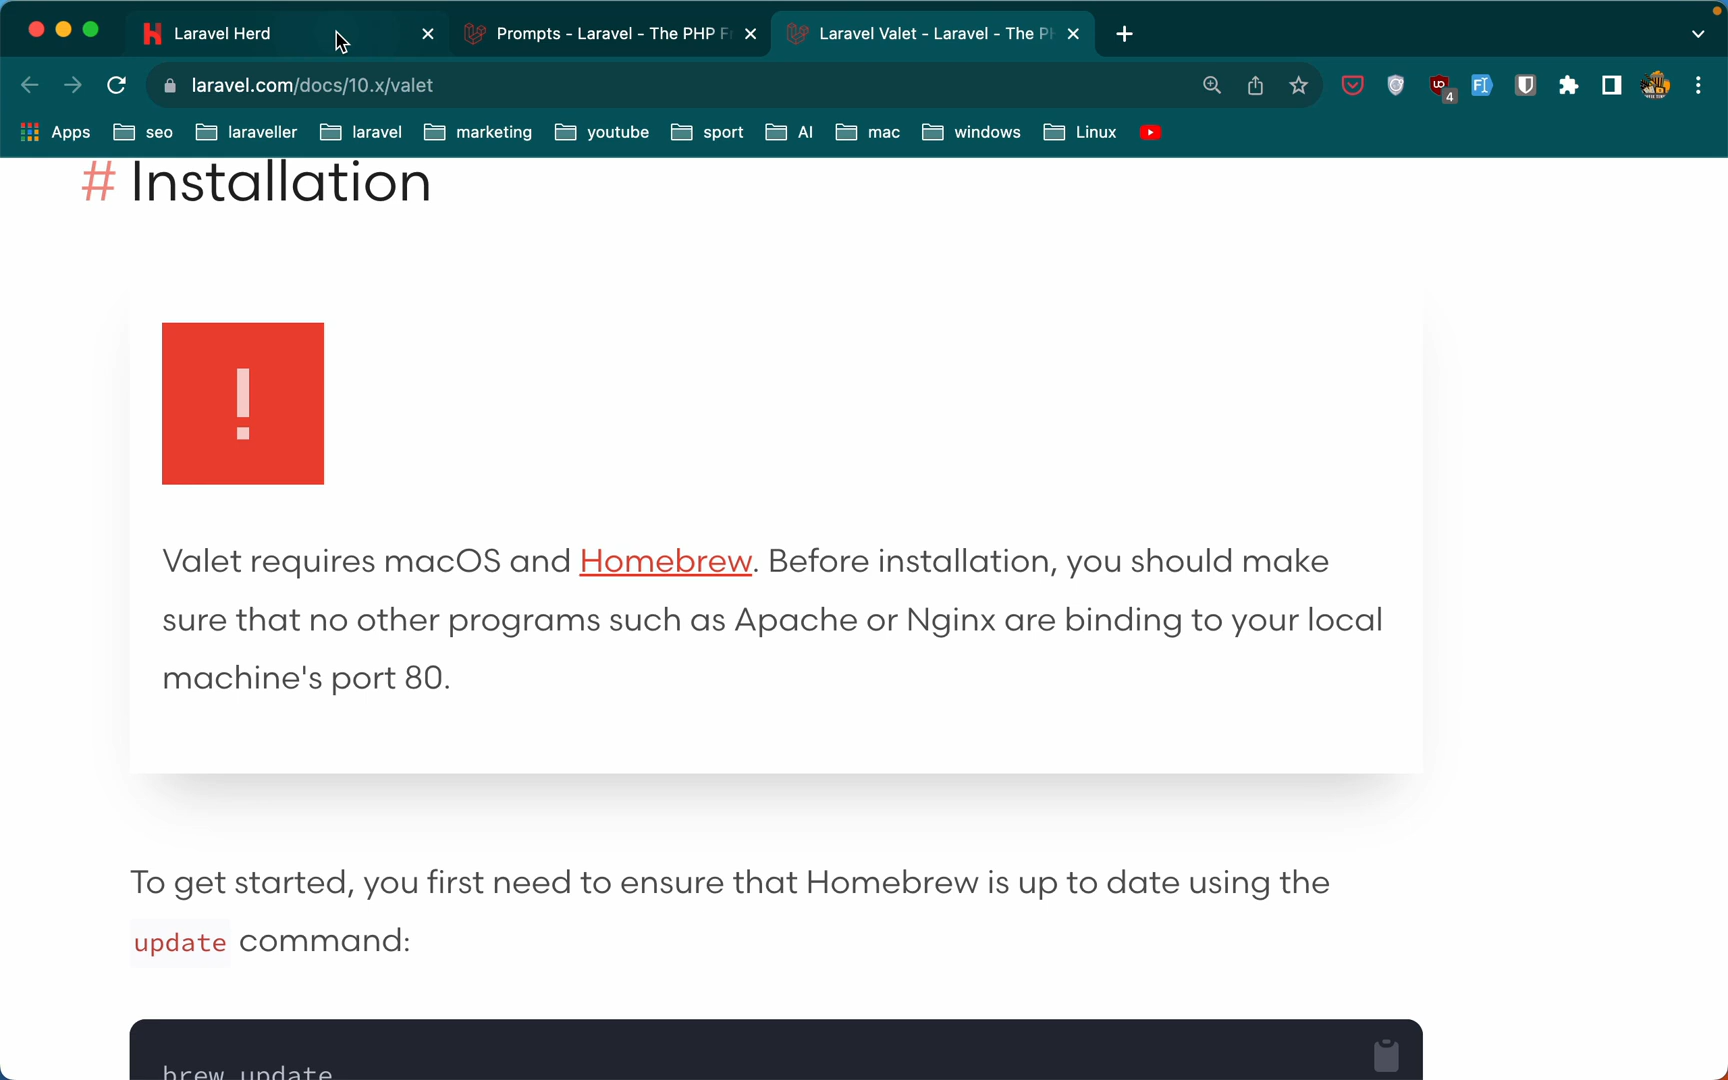 Laravel Herd
Prompts - Laravel - The PHP Fr
Laravel Valet - Laravel - The PH
laravel.com/docs/10.x/valet
4
Apps seo laraveller laravel marketing youtube sport AI mac windows Linux
# Installation
!
Valet requires macOS and Homebrew. Before installation, you should make
sure that no other programs such as Apache or Nginx are binding to your local
machine's port 80.
To get started, you first need to ensure that Homebrew is up to date using the
update command:
brew update